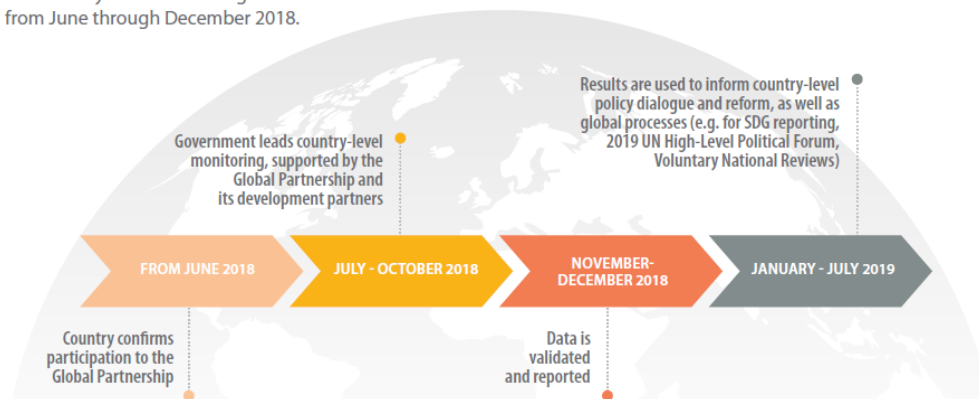 from June through December 2018.
Results are used to inform country-level
policy dialogue and reform, as well as
global processes (e.g. for SDG reporting,
2019 UN High-Level Political Forum,
Voluntary National Reviews)
Government leads country-level
monitoring, supported by the
Global Partnership and
its development partners
FROM JUNE 2018
JULY - OCTOBER 2018
NOVEMBER-
DECEMBER 2018
JANUARY - JULY 2019
Country confirms
participation to the
Global Partnership
Data is
validated
and reported